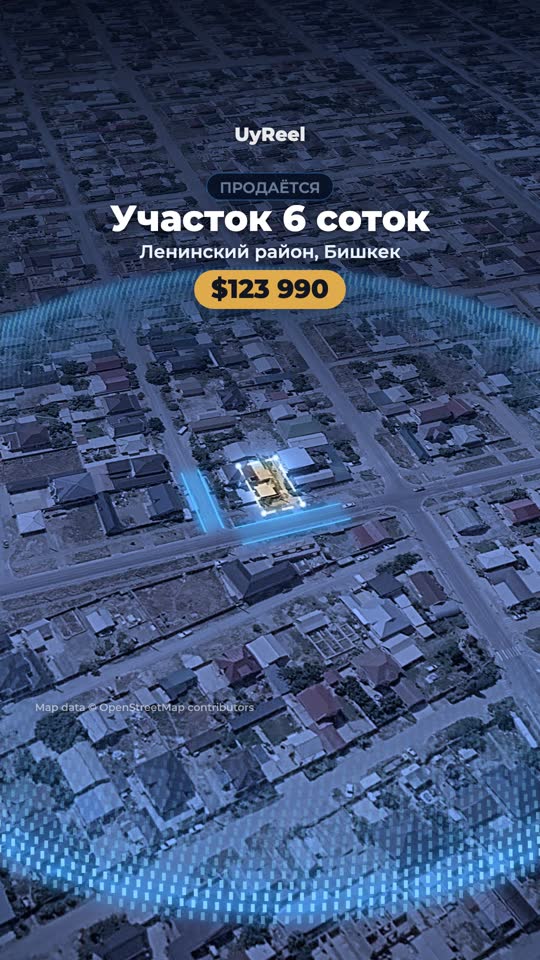 UyReel
ПРОДАЁТСЯ
Участок 6 соток
Ленинский район, Бишкек
$123 990
Map data © OpenStreetMap contributors